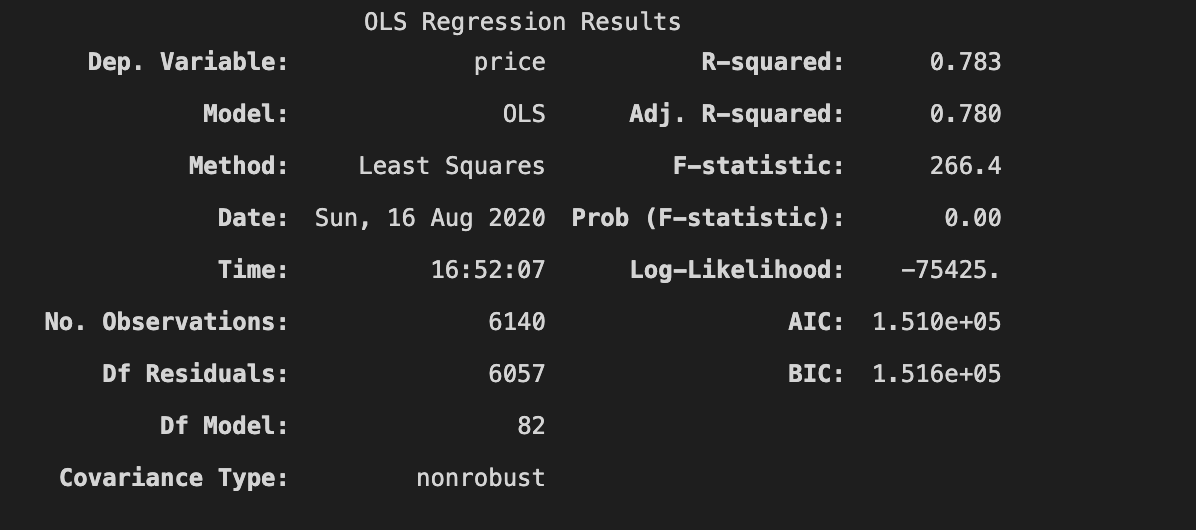 OLS Regression Results
Dep. Variable: price R-squared: 0.783
Model: OLS Adj. R-squared: 0.780
Method: Least Squares F-statistic: 266.4
Date: Sun, 16 Aug 2020 Prob (F-statistic): 0.00
Time: 16:52:07 Log-Likelihood: -75425.
No. Observations: 6140 AIC: 1.510e+05
Df Residuals: 6057 BIC: 1.516e+05
Df Model: 82
Covariance Type: nonrobust